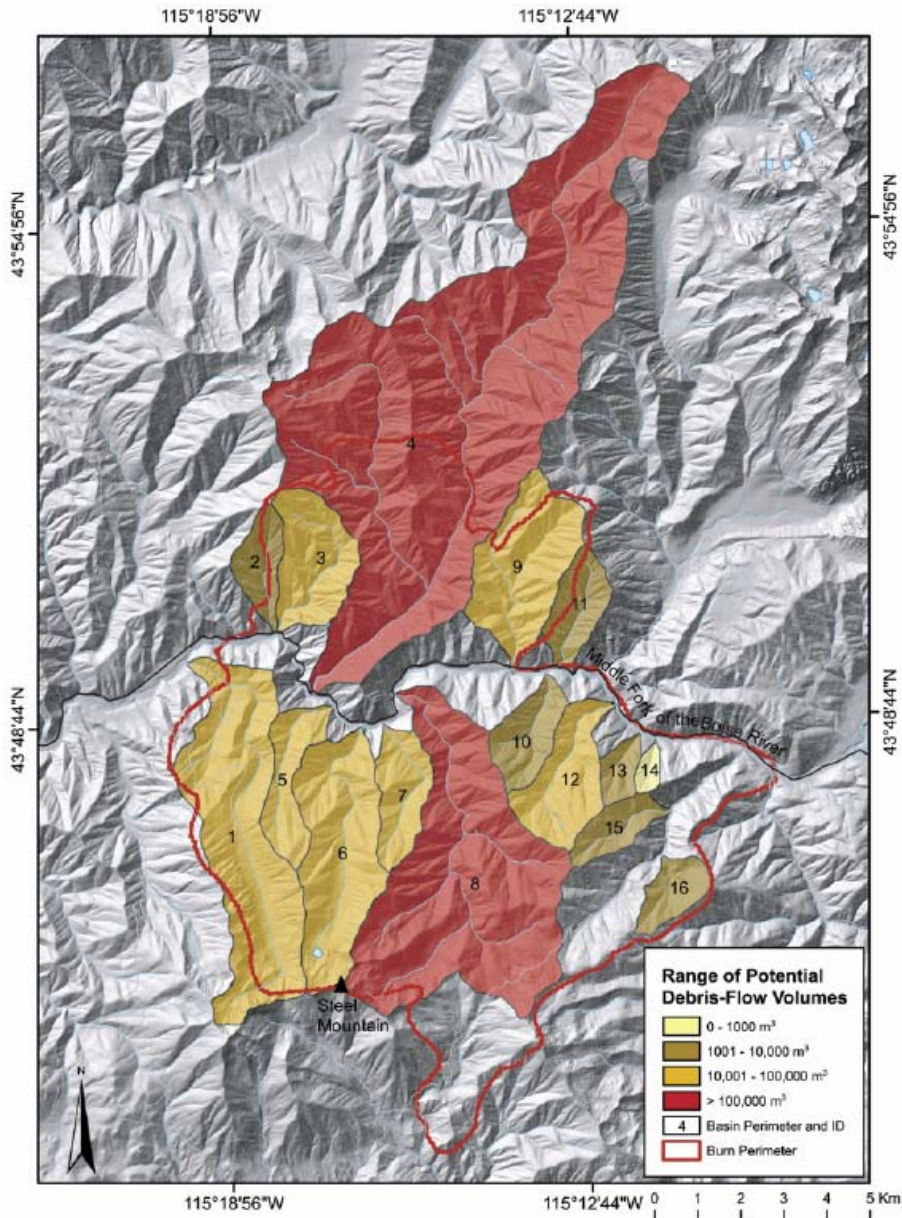 115°18'56"W
115°12'44"W
43°54'56"N
43°54'56"N
4
2
3
9
11
Middle Fork of the Boise River
43°48'44"N
43°48'44"N
10
5
12
13
14
7
1
15
6
8
16
Steel
Mountain
Range of Potential
Debris-Flow Volumes
0 - 1000 m³
1001 - 10,000 m³
10,001 - 100,000 m³
> 100,000 m³
4 Basin Perimeter and ID
Burn Perimeter
N
115°18'56"W
115°12'44"W
0 1 2 3 4 5 Km